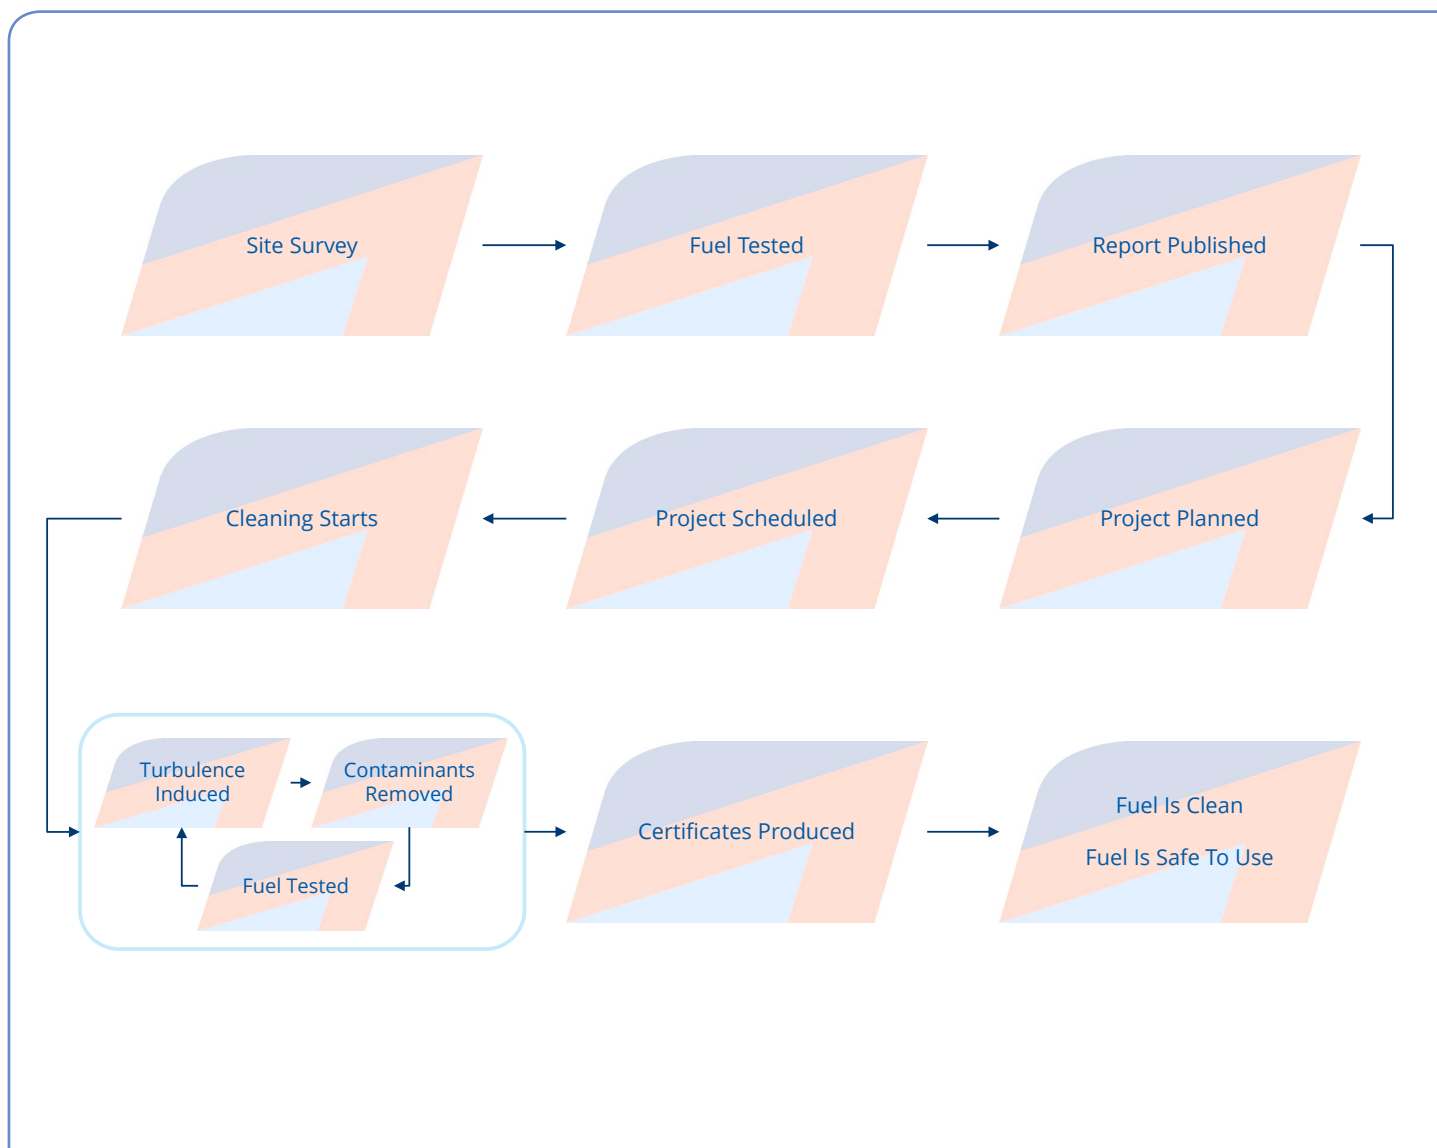 Site Survey
Fuel Tested
Report Published
Cleaning Starts
Project Scheduled
Project Planned
Turbulence
Induced
Contaminants
Removed
Fuel Tested
Certificates Produced
Fuel Is Clean
Fuel Is Safe To Use